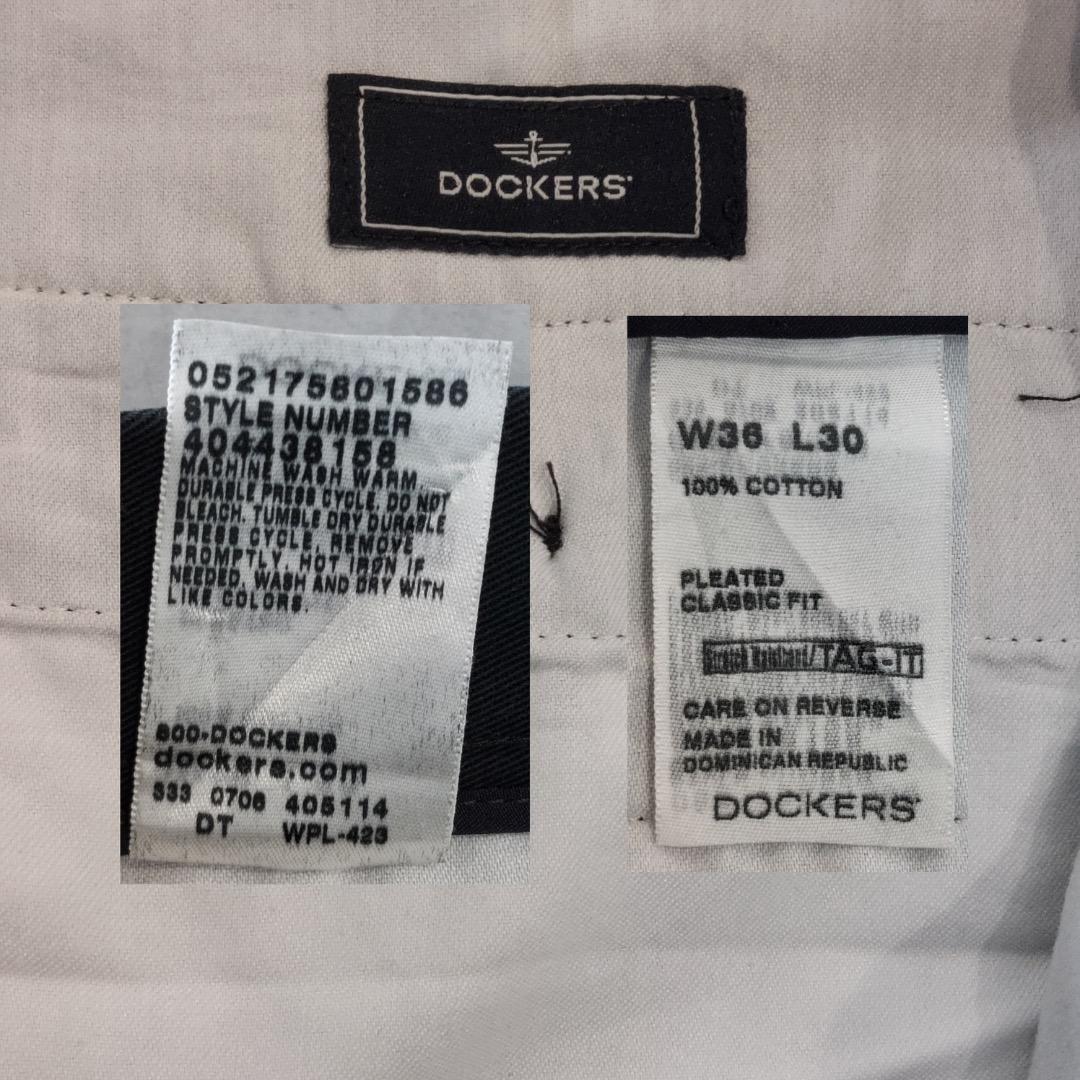 DOCKERS
052175801586
STYLE NUMBER
404438158
MACHINE WASH WARM,
DURABLE PRESS CYCLE. DO NOT
BLEACH. TUMBLE DRY DURABLE
PRESS CYCLE. REMOVE
PROMPTLY. HOT IRON IF
NEEDED. WASH AND DRY WITH
LIKE COLORS.
800-DOCKERS
dockers.com
333 0706 405114
DT WPL-423
W36 L30
100% COTTON
PLEATED
CLASSIC FIT
/TAG-IT
CARE ON REVERSE
MADE IN
DOMINICAN REPUBLIC
DOCKERS